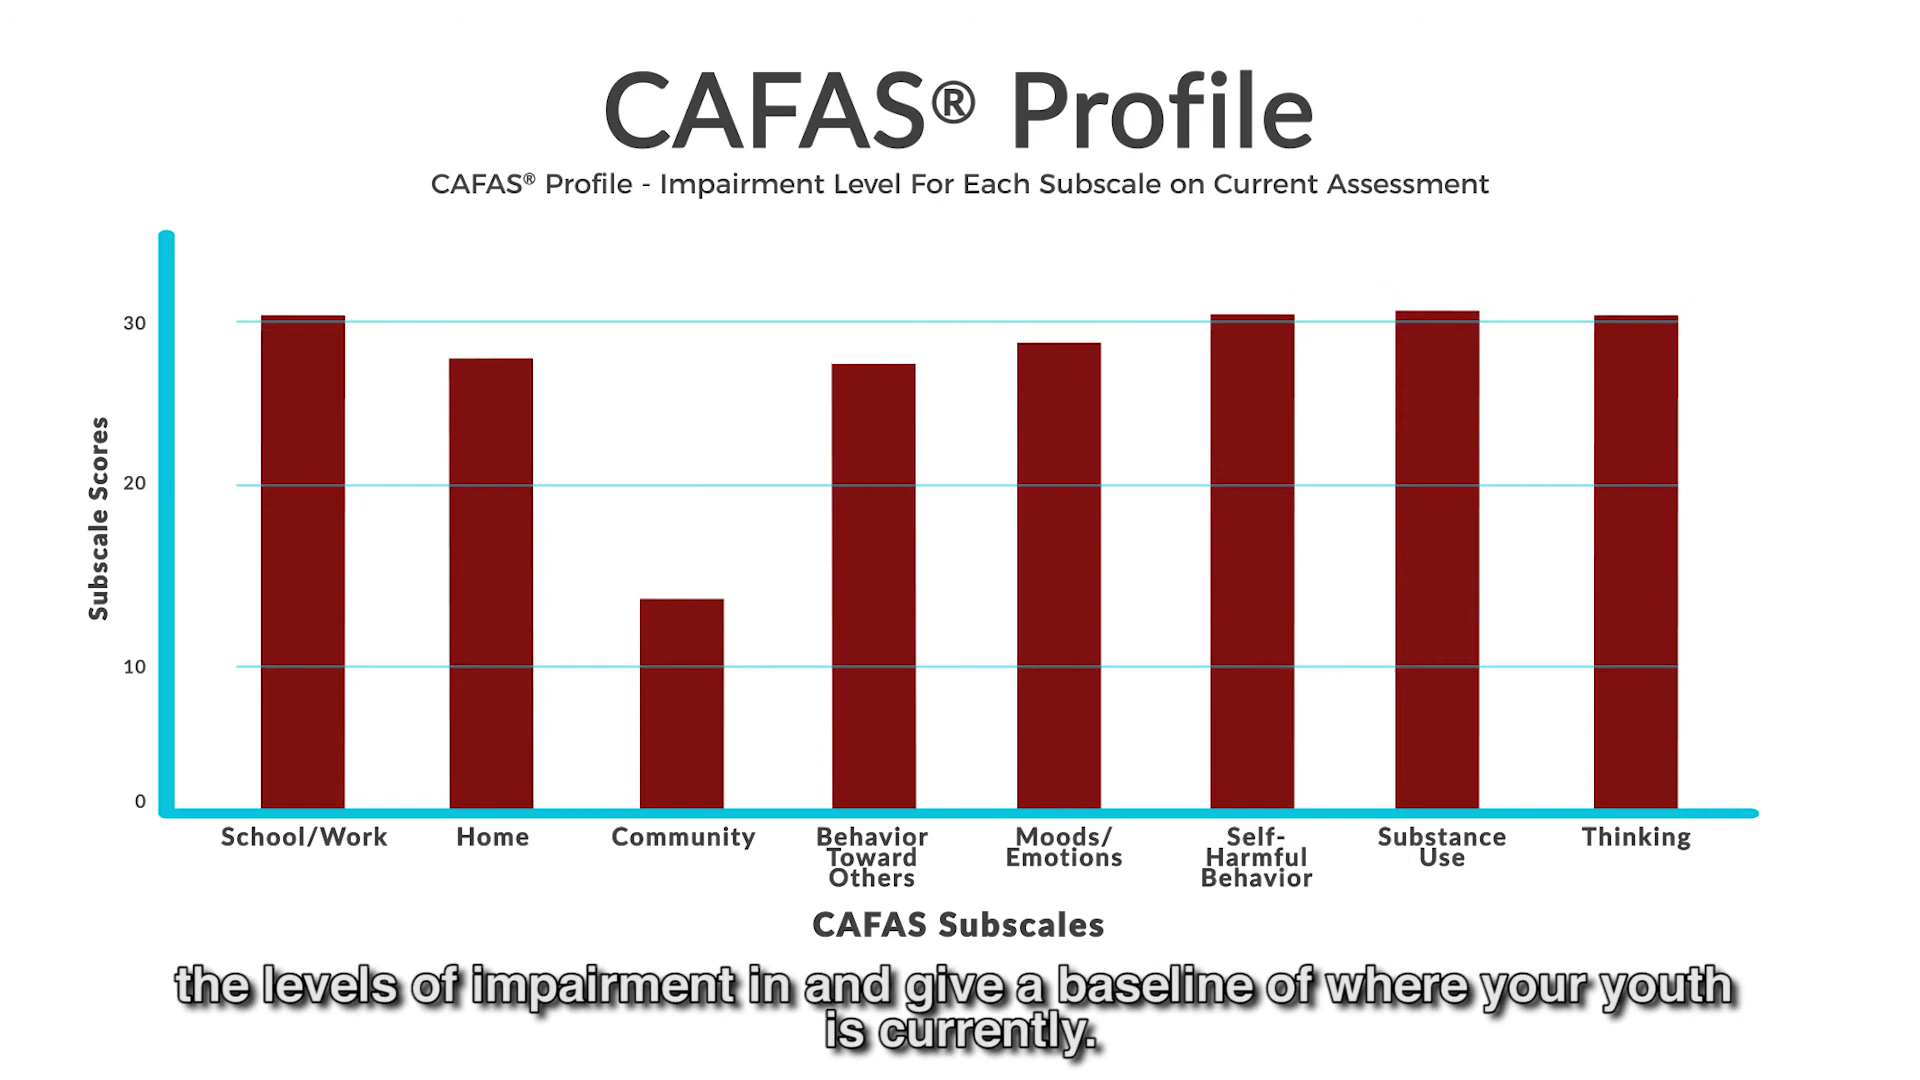 CAFAS® Profile
CAFAS® Profile - Impairment Level For Each Subscale on Current Assessment
30
20
10
0
Subscale Scores
School/Work
Home
Community
Behavior
Toward
Others
Moods/
Emotions
Self-
Harmful
Behavior
Substance
Use
Thinking
CAFAS Subscales
the levels of impairment in and give a baseline of where your youth
is currently.